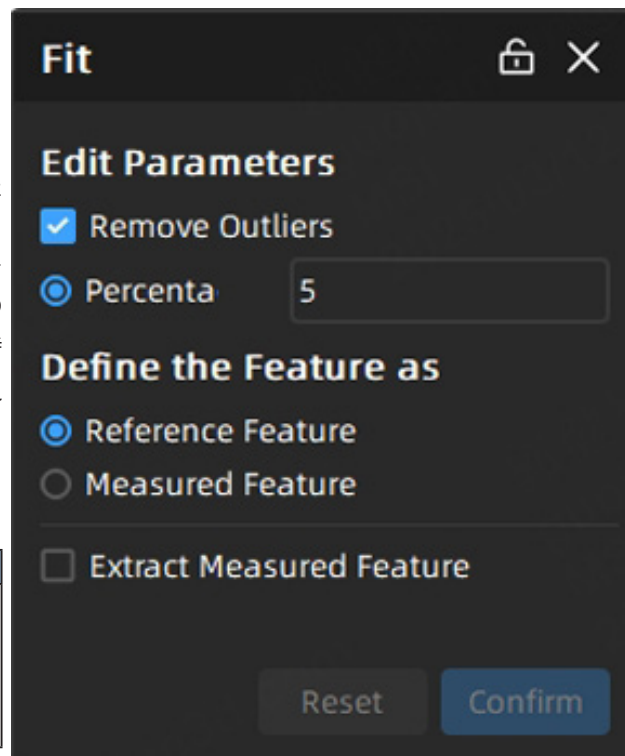 Fit
Edit Parameters
Remove Outliers
Percenta
5
Define the Feature as
Reference Feature
Measured Feature
Extract Measured Feature
Reset
Confirm